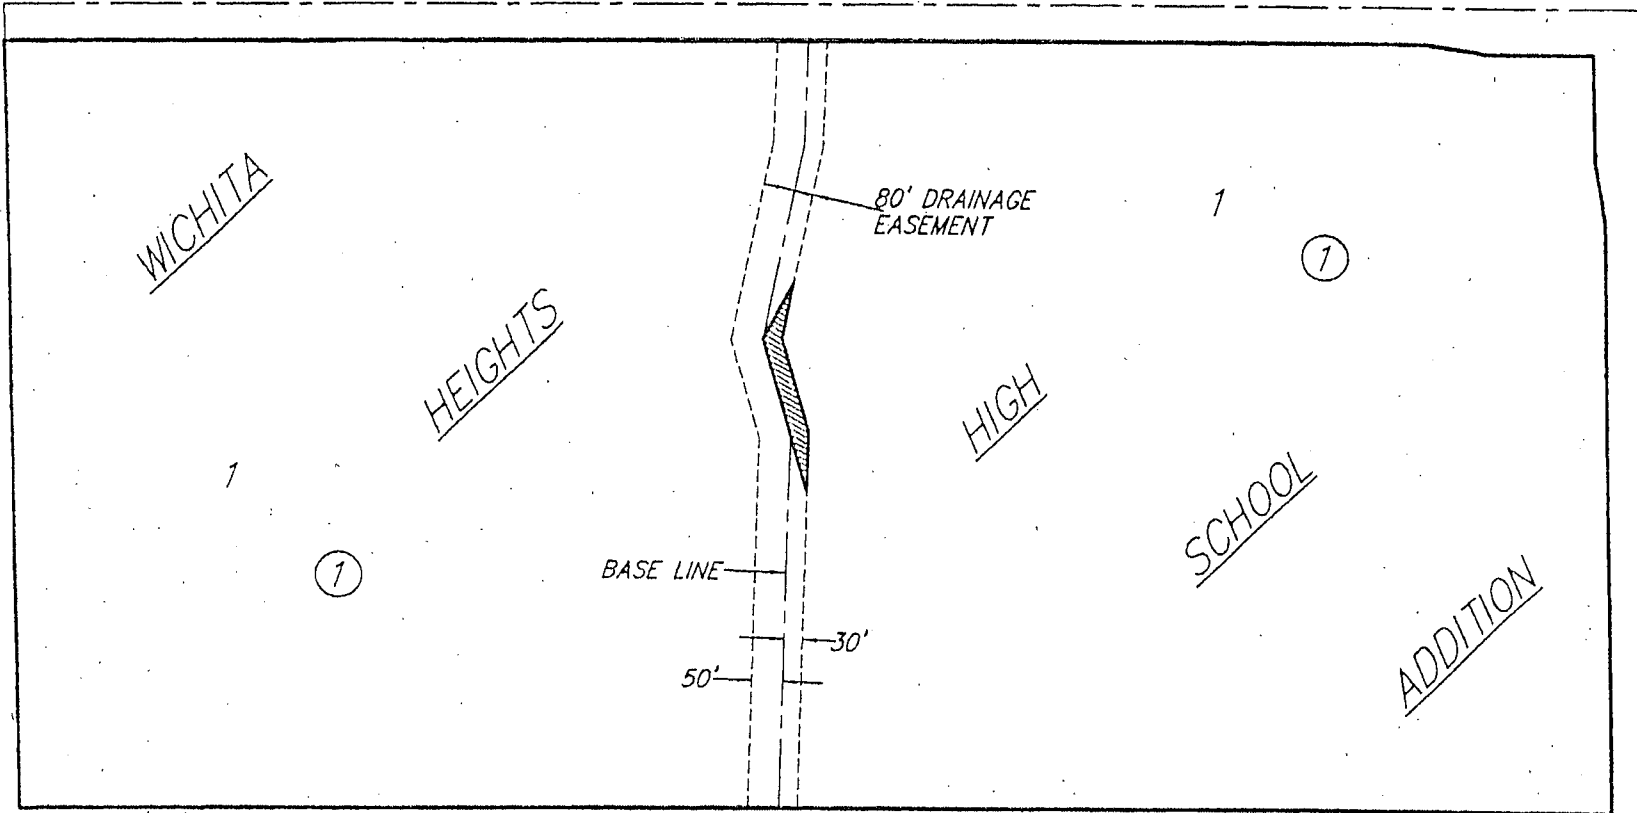 WICHITA
HEIGHTS
HIGH
SCHOOL
ADDITION
80' DRAINAGE
EASEMENT
1
1
1
1
BASE LINE
30'
50'